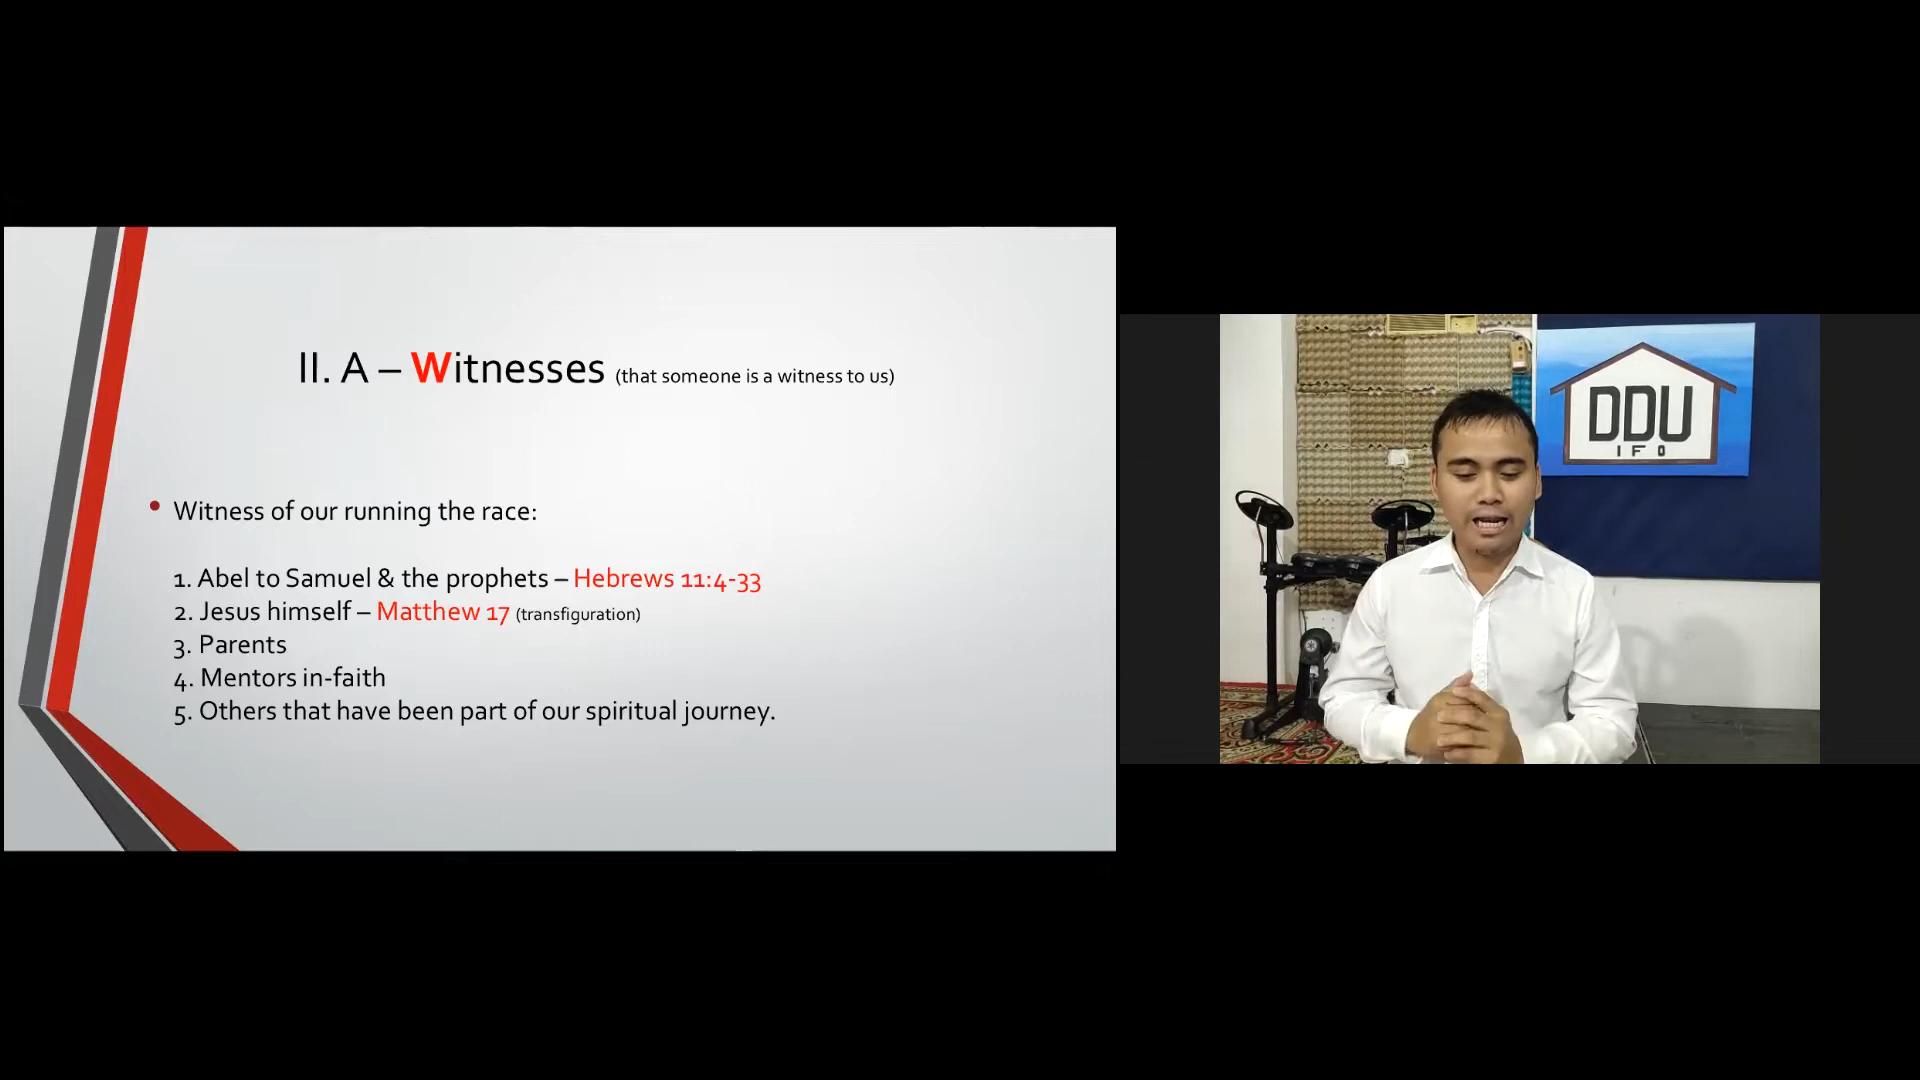 II. A – Witnesses (that someone is a witness to us)
• Witness of our running the race:
1. Abel to Samuel & the prophets – Hebrews 11:4-33
2. Jesus himself – Matthew 17 (transfiguration)
3. Parents
4. Mentors in-faith
5. Others that have been part of our spiritual journey.
DDU
IFO